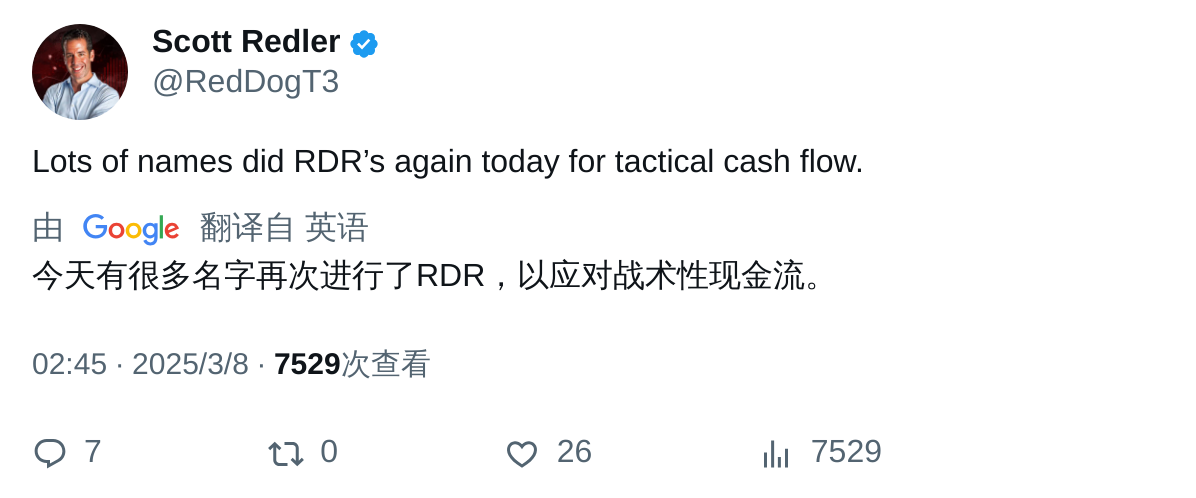 Scott Redler
@RedDogT3
Lots of names did RDR’s again today for tactical cash flow.
由 Google 翻译自 英语
今天有很多名字再次进行了RDR，以应对战术性现金流。
02:45 · 2025/3/8 · 7529次查看
7 0 26 7529